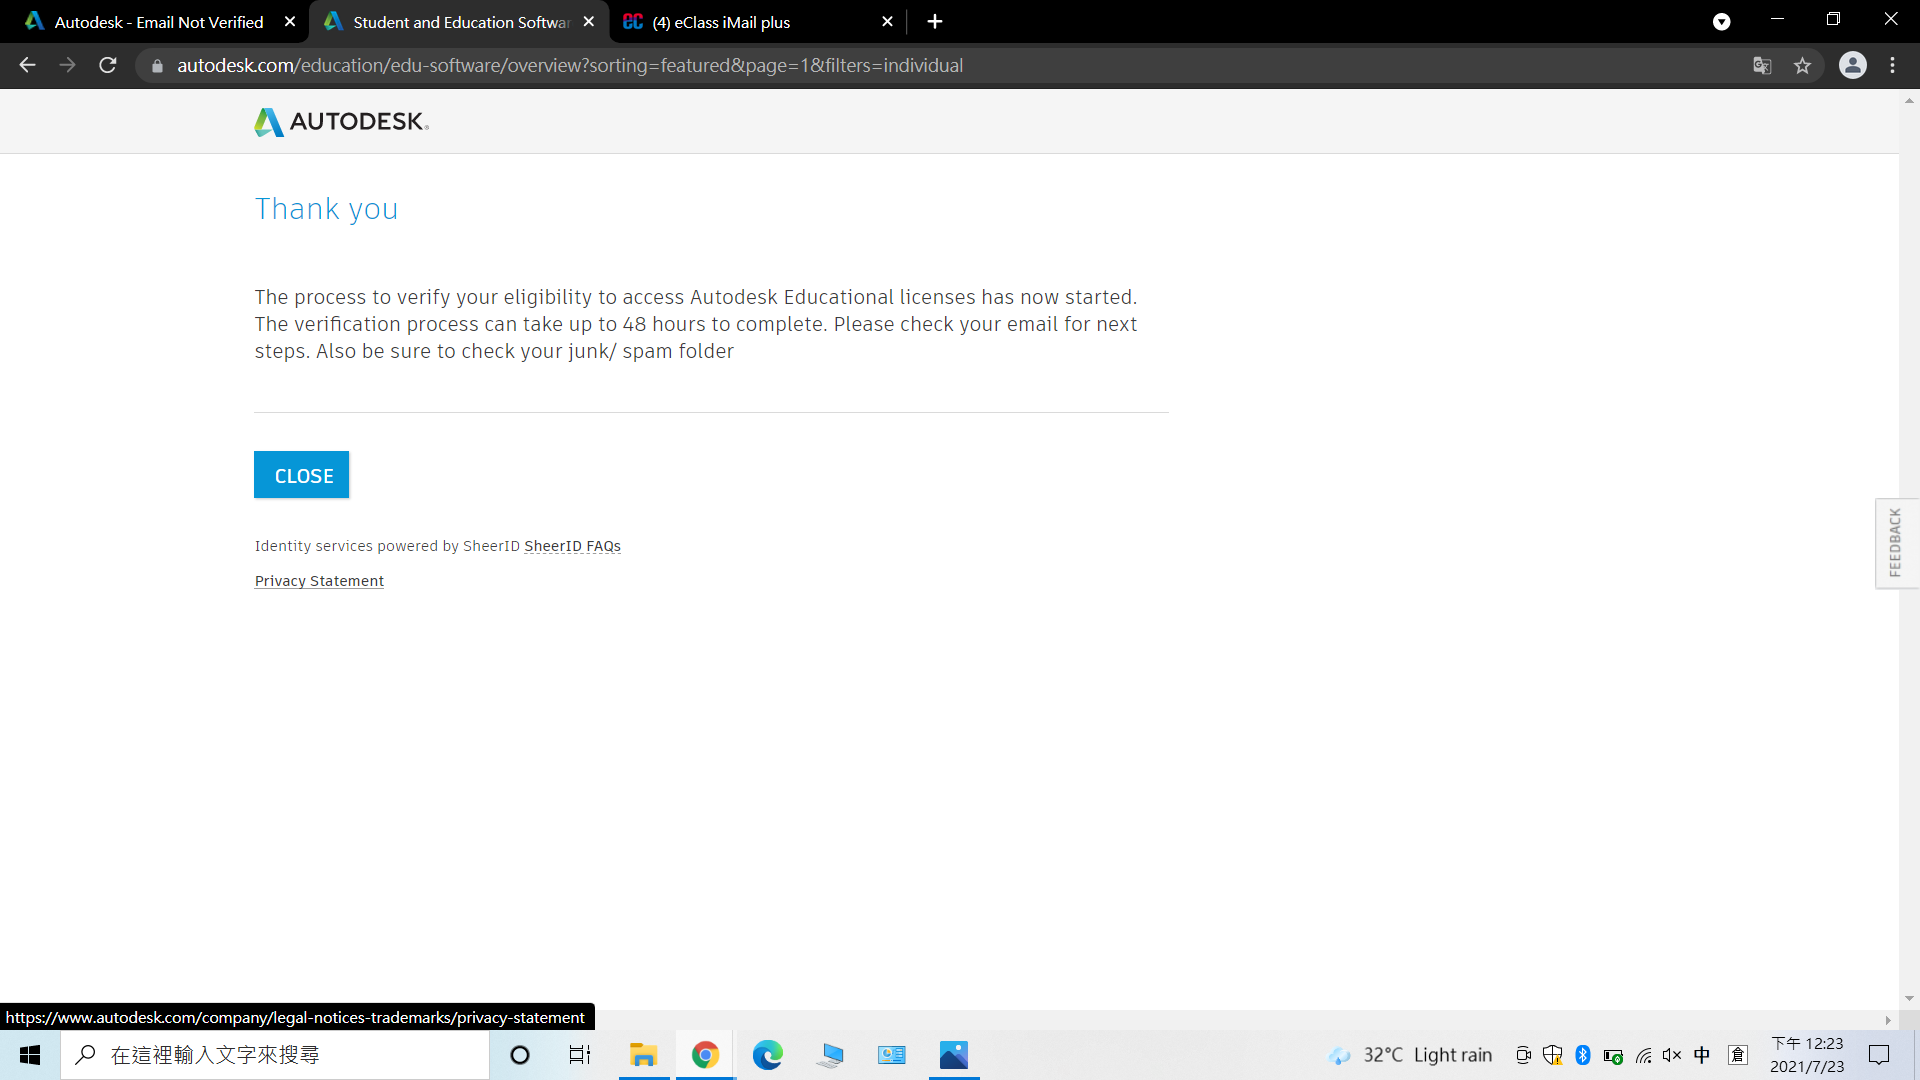 Autodesk - Email Not Verified
Student and Education Softwar
(4) eClass iMail plus
autodesk.com/education/edu-software/overview?sorting=featured&page=1&filters=individual
AUTODESK
Thank you
The process to verify your eligibility to access Autodesk Educational licenses has now started.
The verification process can take up to 48 hours to complete. Please check your email for next
steps. Also be sure to check your junk/ spam folder
CLOSE
FEEDBACK
Identity services powered by SheerID SheerID FAQs
Privacy Statement
https://www.autodesk.com/company/legal-notices-trademarks/privacy-statement
在這裡輸入文字來搜尋
32°C Light rain
中
倉
下午 12:23
2021/7/23